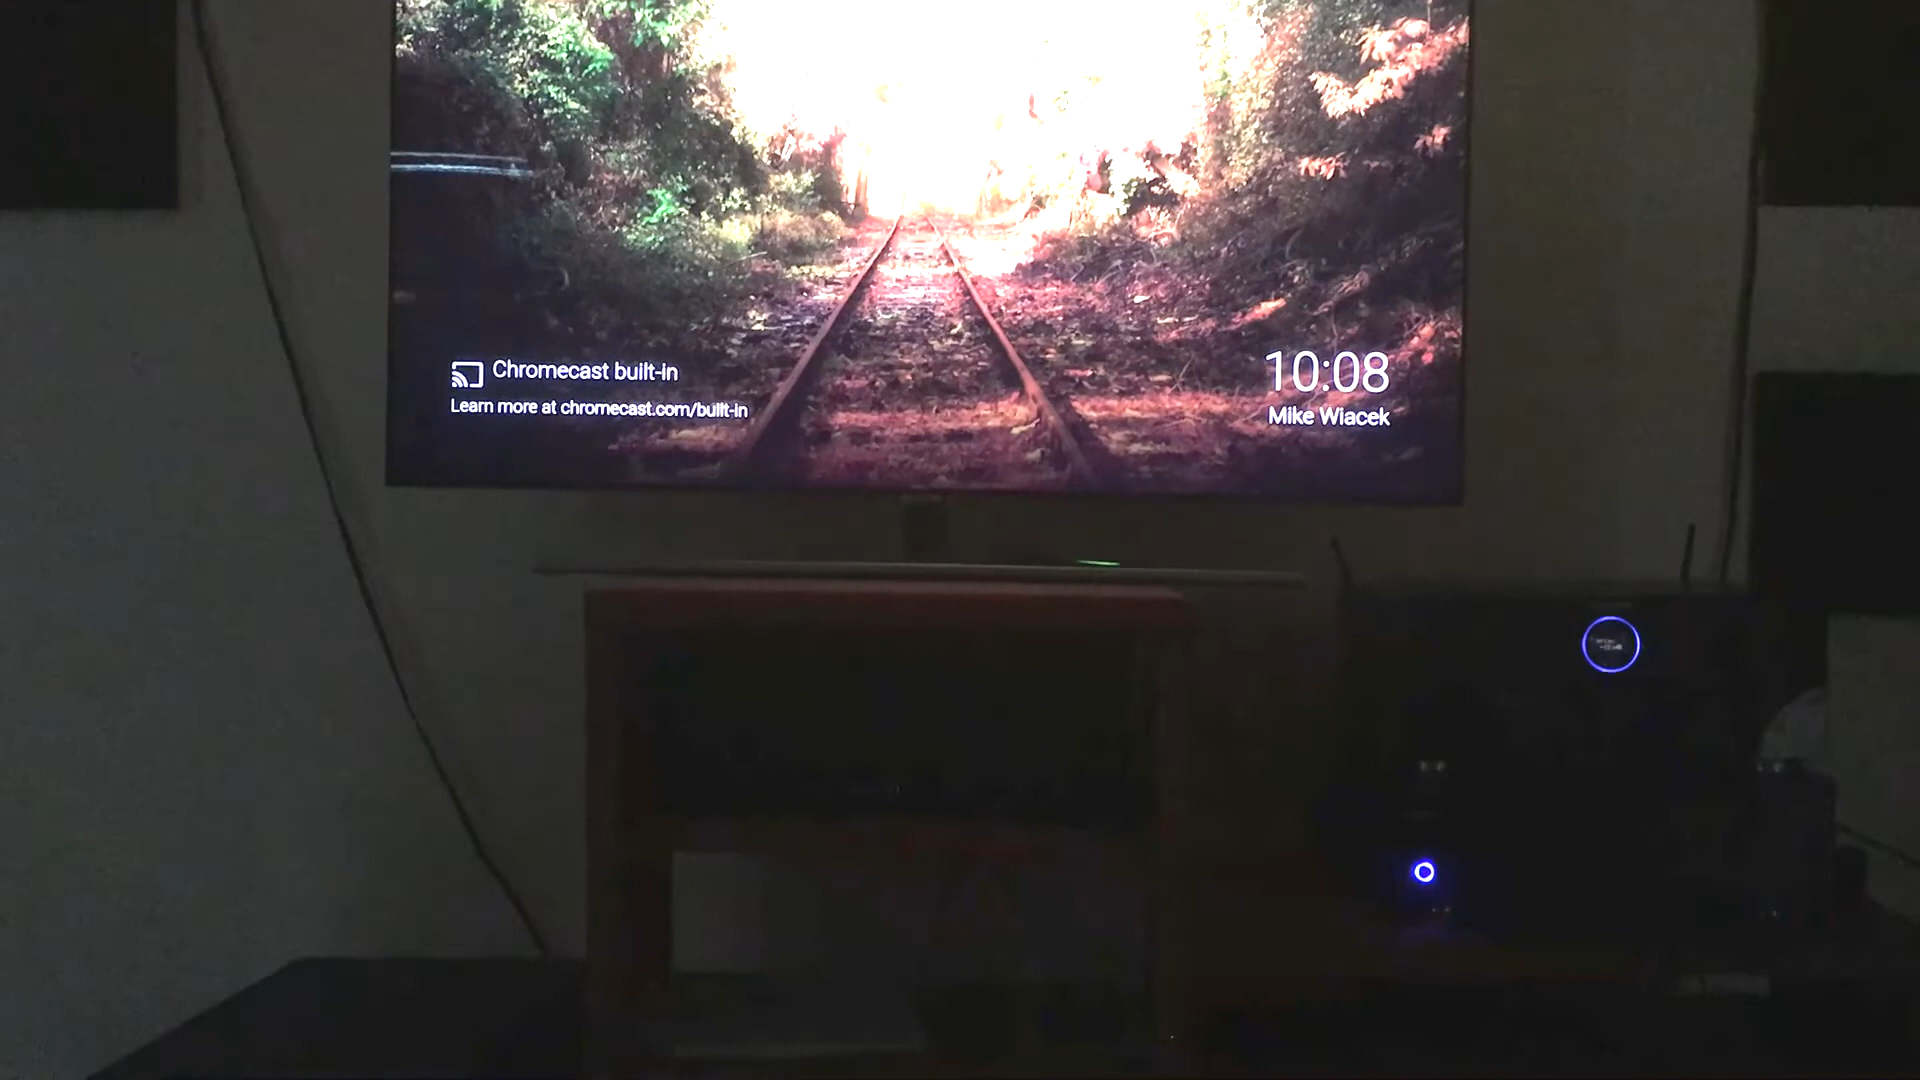 Chromecast built-in
Learn more at chromecast.com/built-in
10:08
Mike Wiacek